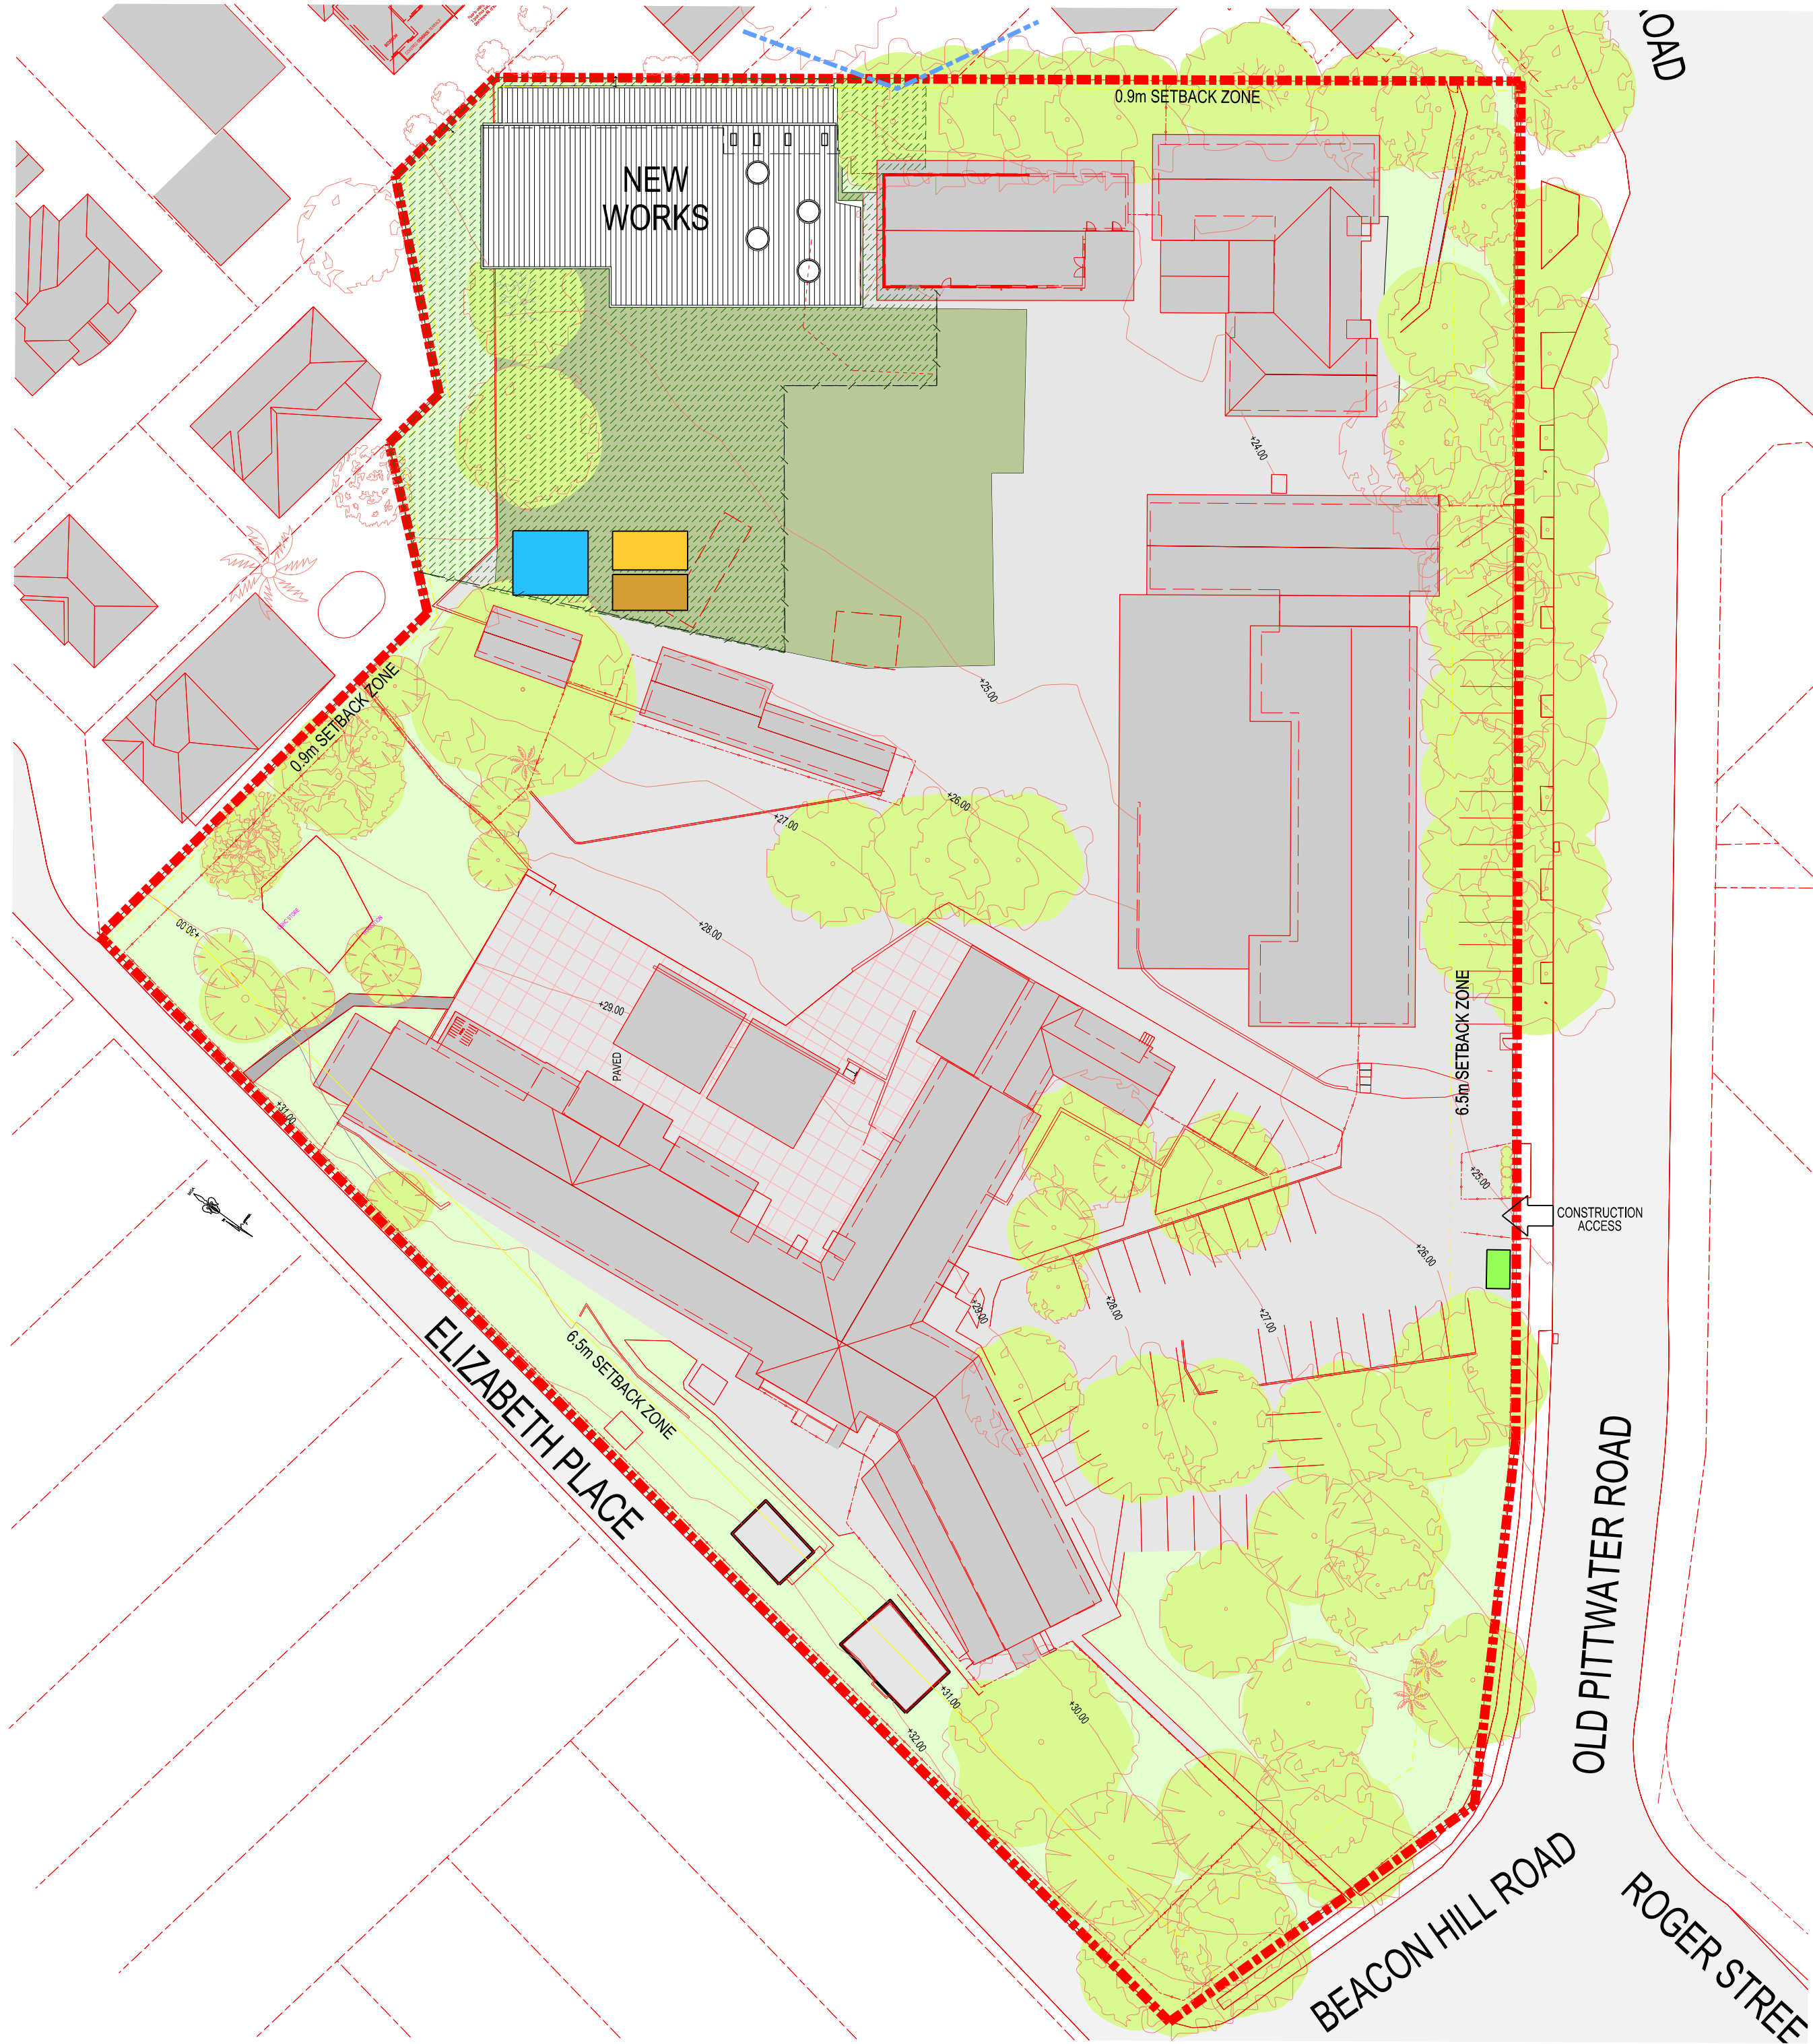 OAD
0.9m SETBACK ZONE
NEW
WORKS
+24.00
+25.00
0.9m SETBACK ZONE
+26.00
+27.00
+28.00
+30.00
+29.00
PAVED
6.5m SETBACK ZONE
+31.00
+25.00
CONSTRUCTION
ACCESS
+26.00
+29.00
+28.00
+27.00
6.5m SETBACK ZONE
ELIZABETH PLACE
OLD PITTWATER ROAD
+31.00
+30.00
+32.00
BEACON HILL ROAD
ROGER STREE